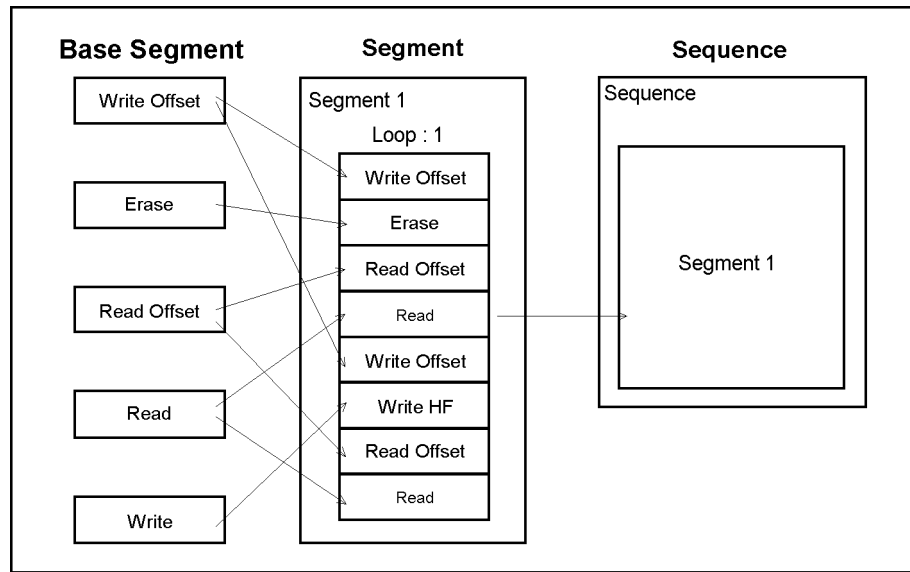 Base Segment
Write Offset
Erase
Read Offset
Read
Write
Segment
Segment 1
Loop : 1
Write Offset
Erase
Read Offset
Read
Write Offset
Write HF
Read Offset
Read
Sequence
Sequence
Segment 1